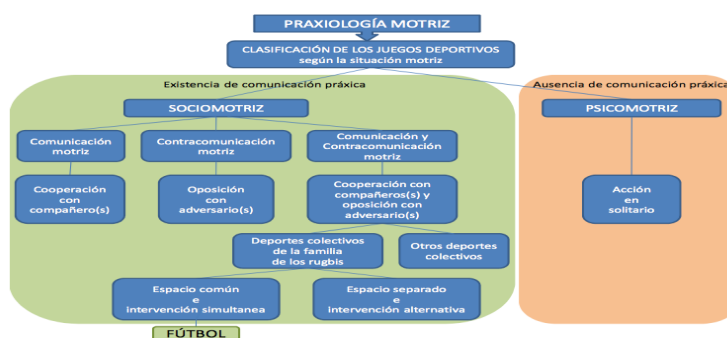 PRAXIOLOGÍA MOTRIZ
CLASIFICACIÓN DE LOS JUEGOS DEPORTIVOS
según la situación motriz
Existencia de comunicación práxica
Ausencia de comunicación práxica
SOCIOMOTRIZ
PSICOMOTRIZ
Comunicación
motriz
Contracomunicación
motriz
Comunicación y
Contracomunicación
motriz
Cooperación
con
compañero(s)
Oposición
con
adversario(s)
Cooperación con
compañeros(s) y
oposición con
adversario(s)
Acción
en
solitario
Deportes colectivos
de la familia
de los rugbis
Otros deportes
colectivos
Espacio común
e
intervención simultanea
Espacio separado
e
intervención alternativa
FÚTBOL